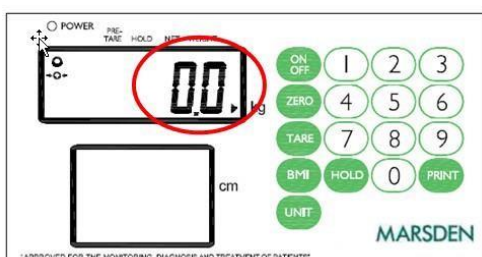 POWER
PRE-
TARE HOLD
0.0
kg
ON
OFF 1 2 3
ZERO 4 5 6
TARE 7 8 9
BMI HOLD 0 PRINT
cm
UNIT
MARSDEN
"APPROVED FOR THE MONITORING, DIAGNOSIS AND TREATMENT OF PATIENTS"